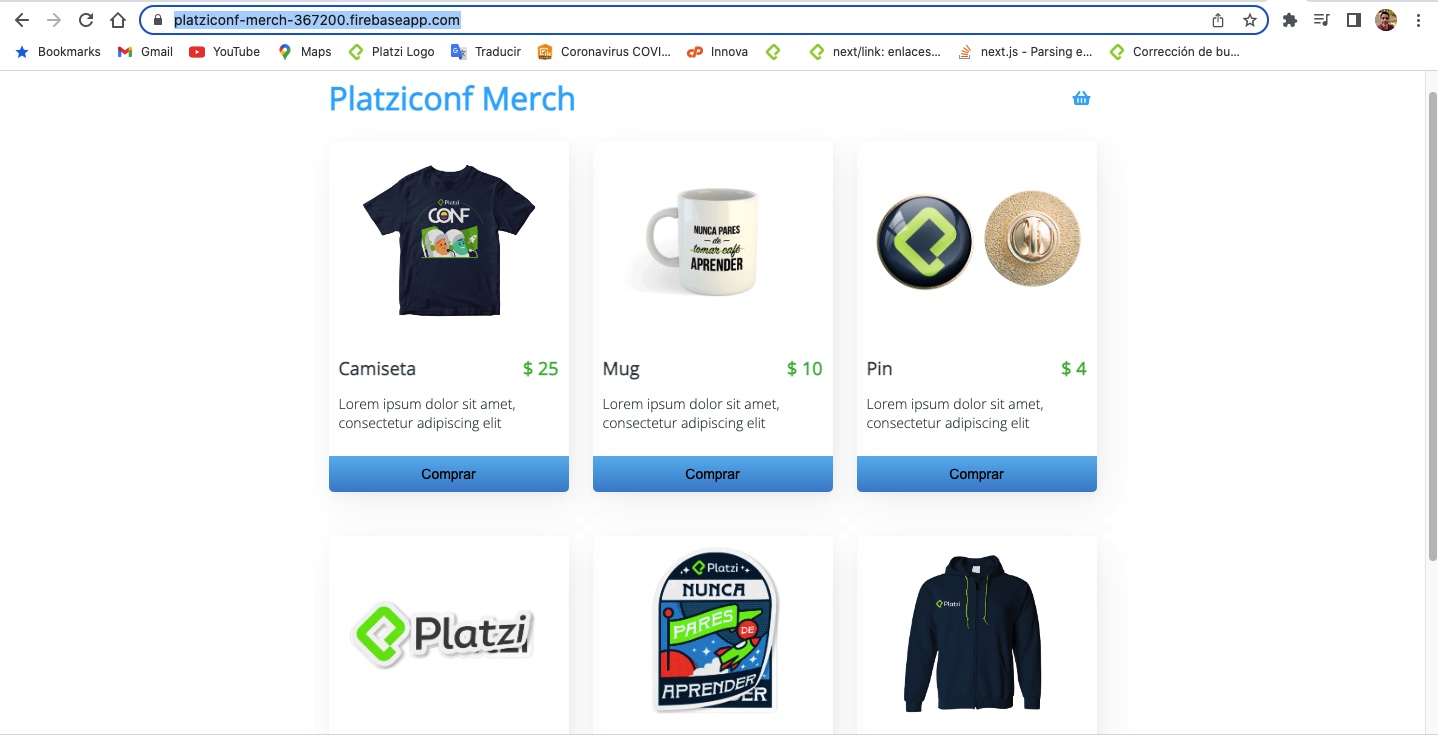 platziconf-merch-367200.firebaseapp.com
Bookmarks Gmail YouTube Maps Platzi Logo Traducir Coronavirus COVI... Innova next/link: enlaces... next.js - Parsing e... Corrección de bu...
Platziconf Merch
Platzi
CONF
NUNCA PARES
de
tomar café
APRENDER
Camiseta $ 25
Lorem ipsum dolor sit amet,
consectetur adipiscing elit
Comprar
Mug $ 10
Lorem ipsum dolor sit amet,
consectetur adipiscing elit
Comprar
Pin $ 4
Lorem ipsum dolor sit amet,
consectetur adipiscing elit
Comprar
Platzi
Platzi
NUNCA
PARES
DE
APRENDER
Platzi